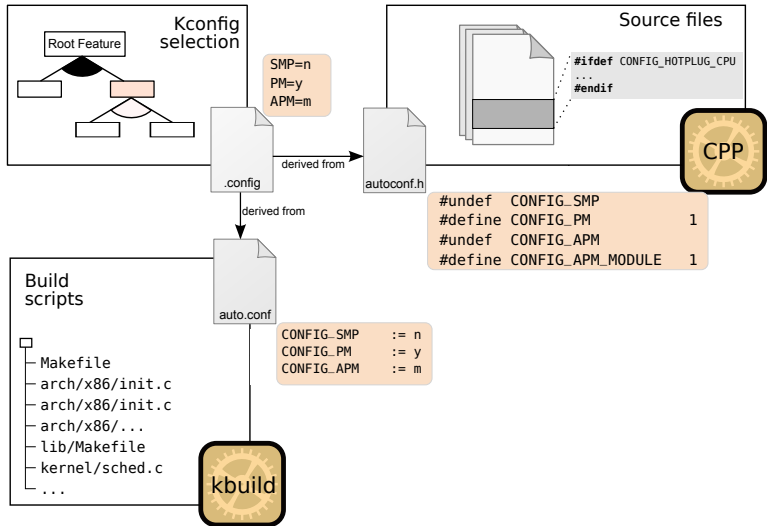 Kconfig
selection
Root Feature
SMP=n
PM=y
APM=m
.config
derived from
derived from
Source files
#ifdef CONFIG_HOTPLUG_CPU
...
#endif
CPP
autoconf.h
#undef CONFIG_SMP
#define CONFIG_PM 1
#undef CONFIG_APM
#define CONFIG_APM_MODULE 1
Build
scripts
auto.conf
CONFIG_SMP := n
CONFIG_PM := y
CONFIG_APM := m
Makefile
arch/x86/init.c
arch/x86/init.c
arch/x86/...
lib/Makefile
kernel/sched.c
...
kbuild